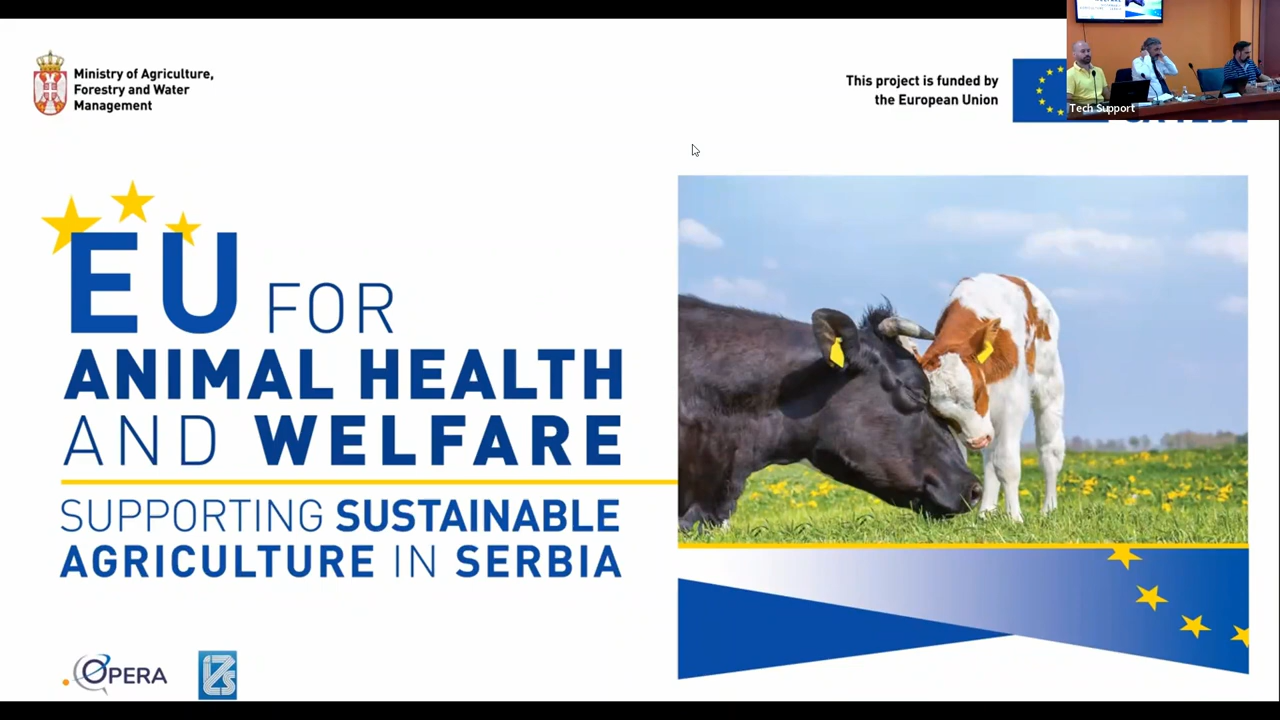 Ministry of Agriculture,
Forestry and Water
Management
This project is funded by
the European Union
Tech Support
EU FOR
ANIMAL HEALTH
AND WELFARE
SUPPORTING SUSTAINABLE
AGRICULTURE IN SERBIA
OPERA